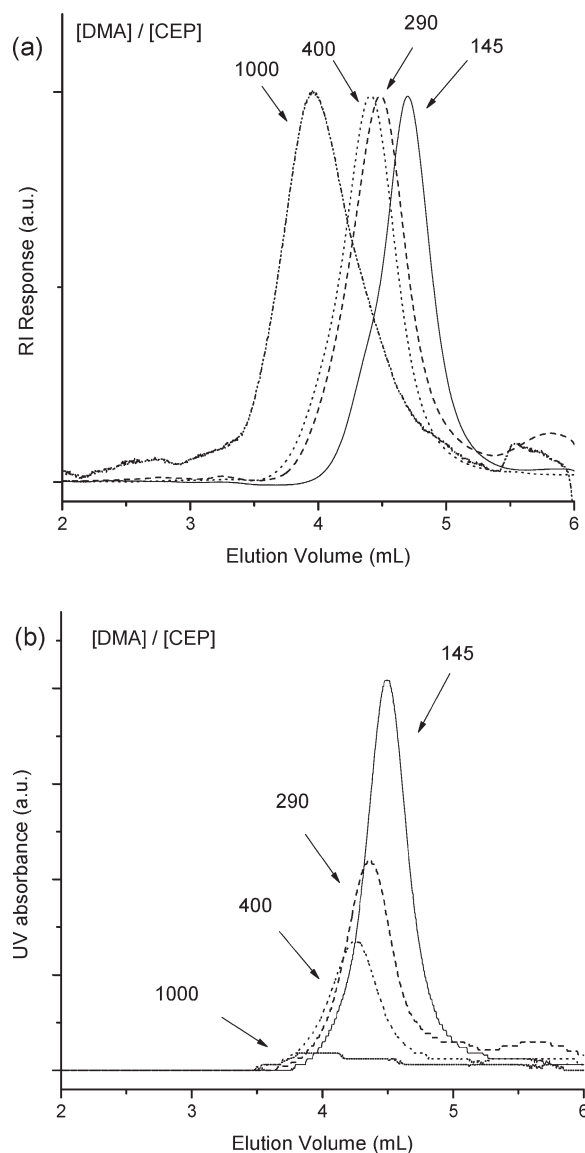 (a)
[DMA] / [CEP]
1000
400
290
145
RI Response (a.u.)
2
3
4
5
6
Elution Volume (mL)
(b)
[DMA] / [CEP]
145
290
400
1000
UV absorbance (a.u.)
2
3
4
5
6
Elution Volume (mL)